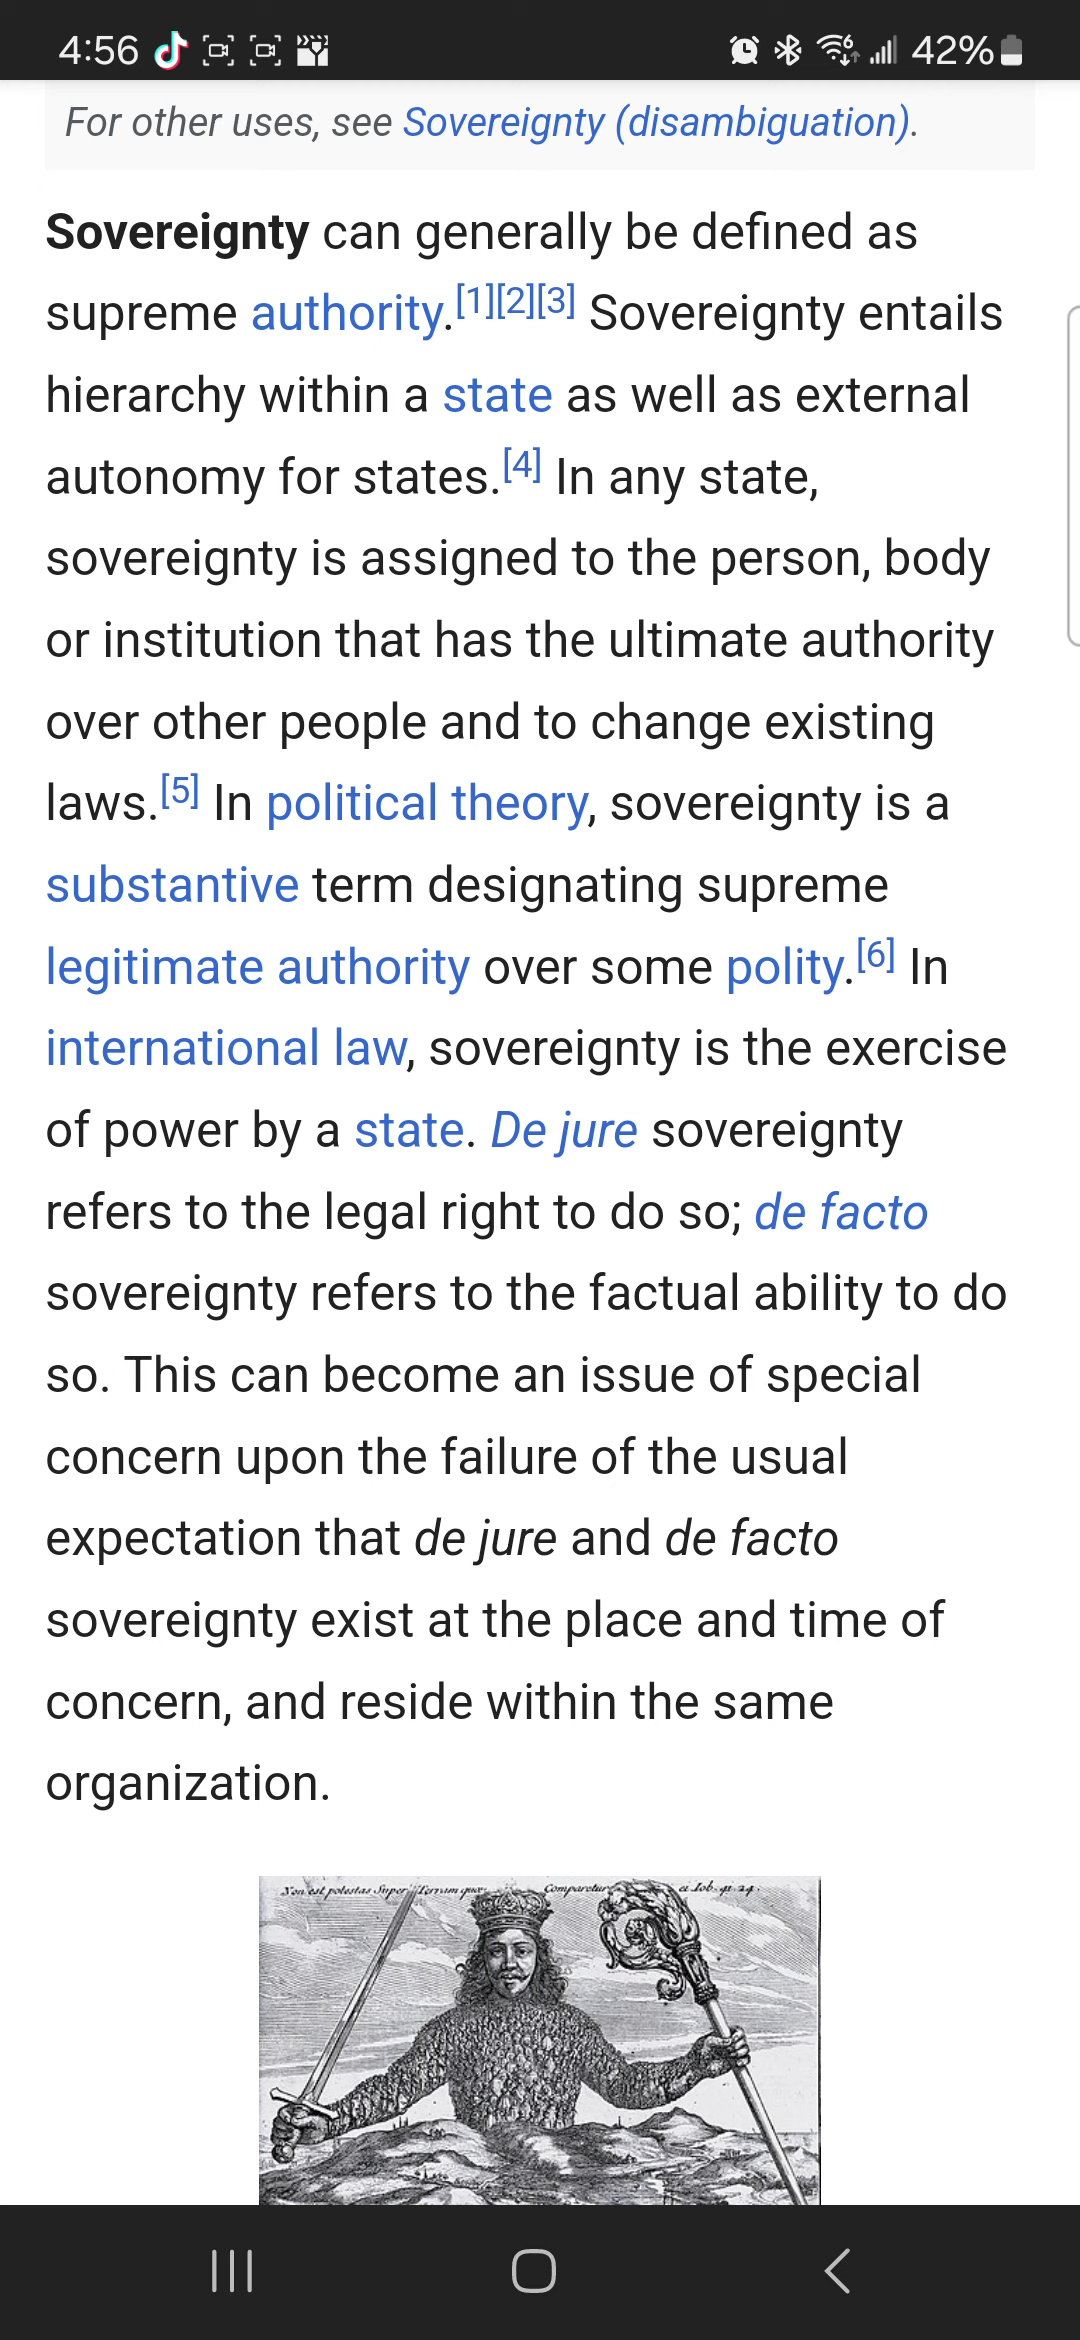 4:56
42%
For other uses, see Sovereignty (disambiguation).
Sovereignty can generally be defined as
supreme authority.[1][2][3] Sovereignty entails
hierarchy within a state as well as external
autonomy for states.[4] In any state,
sovereignty is assigned to the person, body
or institution that has the ultimate authority
over other people and to change existing
laws.[5] In political theory, sovereignty is a
substantive term designating supreme
legitimate authority over some polity.[6] In
international law, sovereignty is the exercise
of power by a state. De jure sovereignty
refers to the legal right to do so; de facto
sovereignty refers to the factual ability to do
so. This can become an issue of special
concern upon the failure of the usual
expectation that de jure and de facto
sovereignty exist at the place and time of
concern, and reside within the same
organization.
Non est potestas Super Terram quæ Comparetur ei Iob. 41. 24.